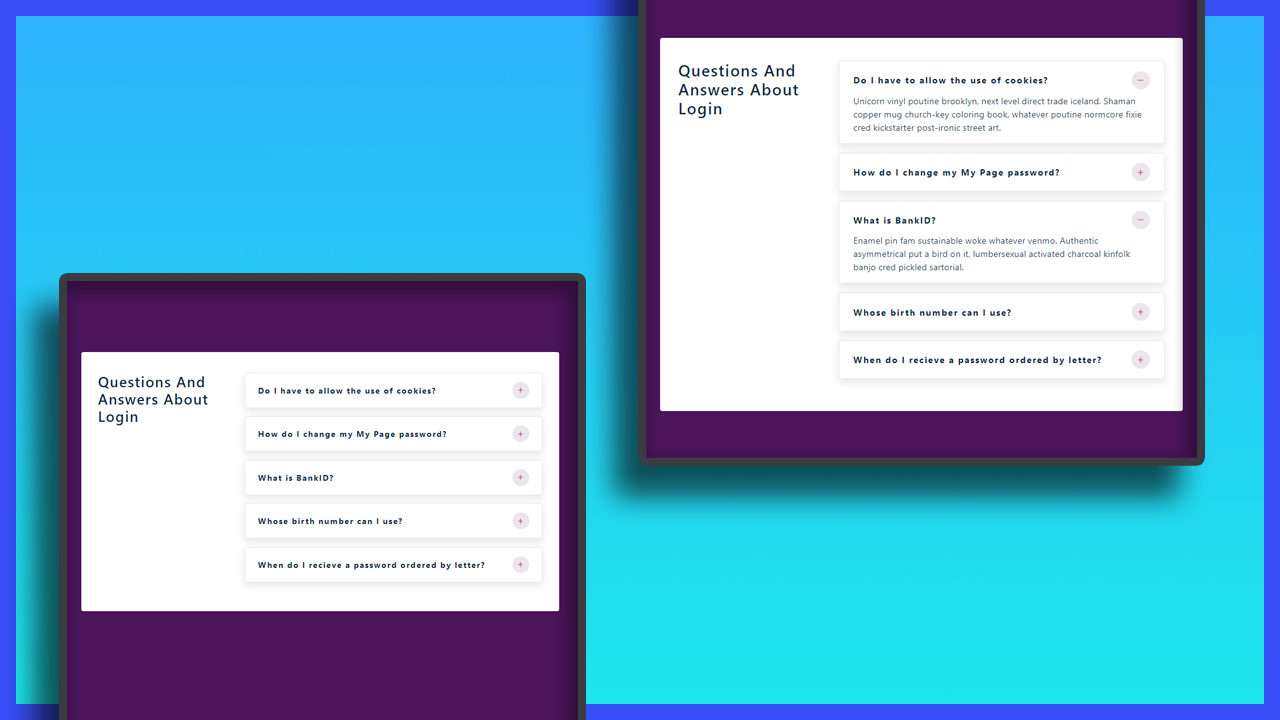 Questions And
Answers About
Login
Do I have to allow the use of cookies?
+
How do I change my My Page password?
+
What is BankID?
+
Whose birth number can I use?
+
When do I recieve a password ordered by letter?
+
Questions And
Answers About
Login
Do I have to allow the use of cookies?
−
Unicorn vinyl poutine brooklyn, next level direct trade iceland. Shaman
copper mug church-key coloring book, whatever poutine normcore fixie
cred kickstarter post-ironic street art.
How do I change my My Page password?
+
What is BankID?
−
Enamel pin fam sustainable woke whatever venmo. Authentic
asymmetrical put a bird on it, lumbersexual activated charcoal kinfolk
banjo cred pickled sartorial.
Whose birth number can I use?
+
When do I recieve a password ordered by letter?
+